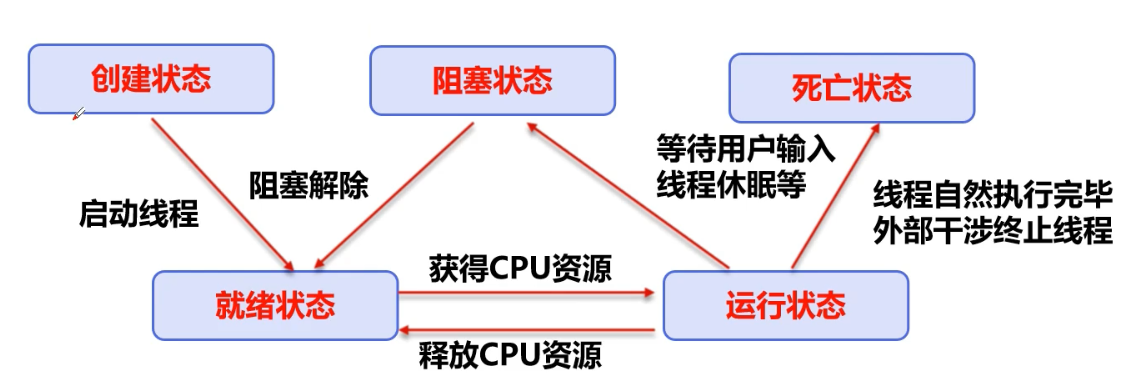 创建状态
阻塞状态
死亡状态
等待用户输入
线程休眠等
阻塞解除
启动线程
线程自然执行完毕
外部干涉终止线程
获得CPU资源
就绪状态
运行状态
释放CPU资源